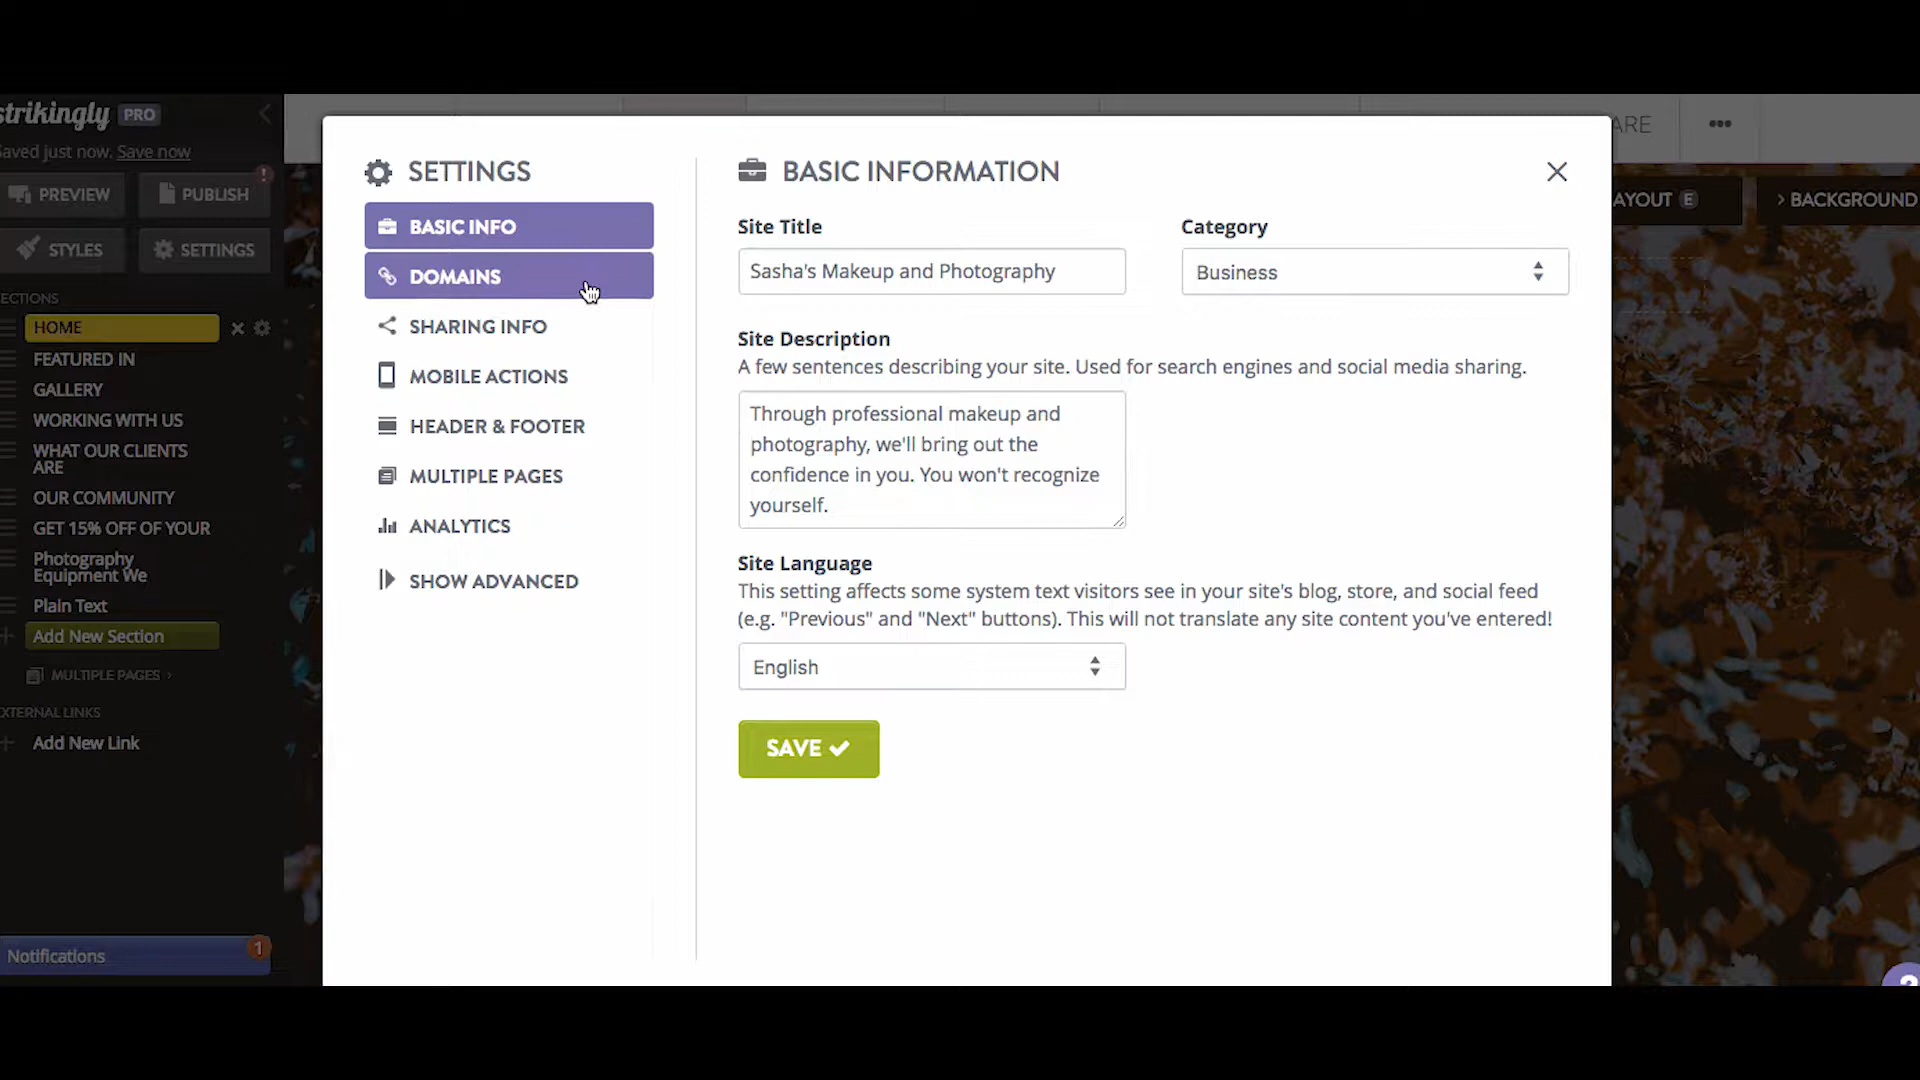 strikingly PRO
Saved just now. Save now
PREVIEW
PUBLISH
!
STYLES
SETTINGS
SECTIONS
HOME
FEATURED IN
GALLERY
WORKING WITH US
WHAT OUR CLIENTS
ARE
OUR COMMUNITY
GET 15% OFF OF YOUR
Photography
Equipment We
Plain Text
Add New Section
MULTIPLE PAGES
EXTERNAL LINKS
Add New Link
Notifications
1
SETTINGS
BASIC INFO
DOMAINS
SHARING INFO
MOBILE ACTIONS
HEADER & FOOTER
MULTIPLE PAGES
ANALYTICS
SHOW ADVANCED
BASIC INFORMATION
Site Title
Sasha's Makeup and Photography
Category
Business
Site Description
A few sentences describing your site. Used for search engines and social media sharing.
Through professional makeup and
photography, we'll bring out the
confidence in you. You won't recognize
yourself.
Site Language
This setting affects some system text visitors see in your site's blog, store, and social feed
(e.g. "Previous" and "Next" buttons). This will not translate any site content you've entered!
English
SAVE
ARE
AYOUT E
BACKGROUND